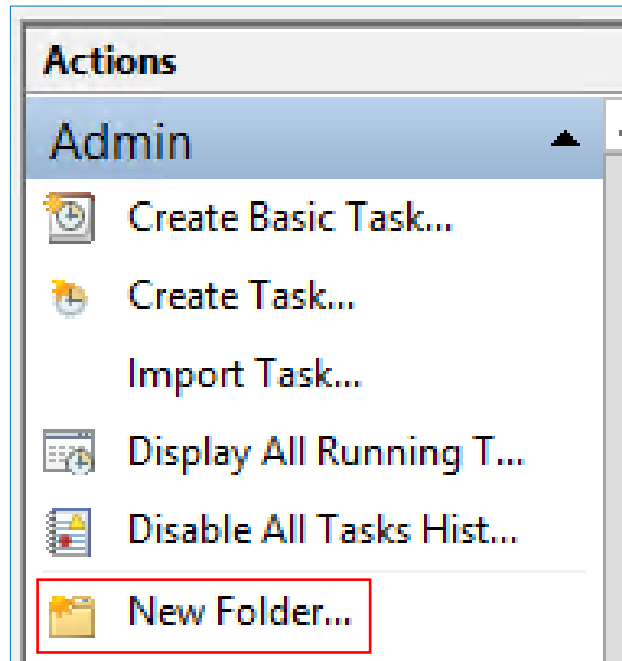 Actions
Admin
Create Basic Task...
Create Task...
Import Task...
Display All Running T...
Disable All Tasks Hist...
New Folder...